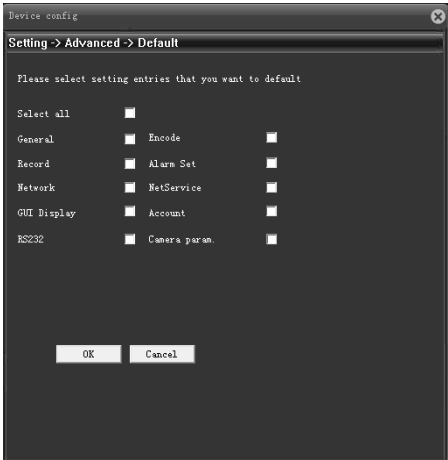 Device config
Setting -> Advanced -> Default
Please select setting entries that you want to default
Select all
General Encode
Record Alarm Set
Network NetService
GUI Display Account
RS232 Camera param.
OK Cancel